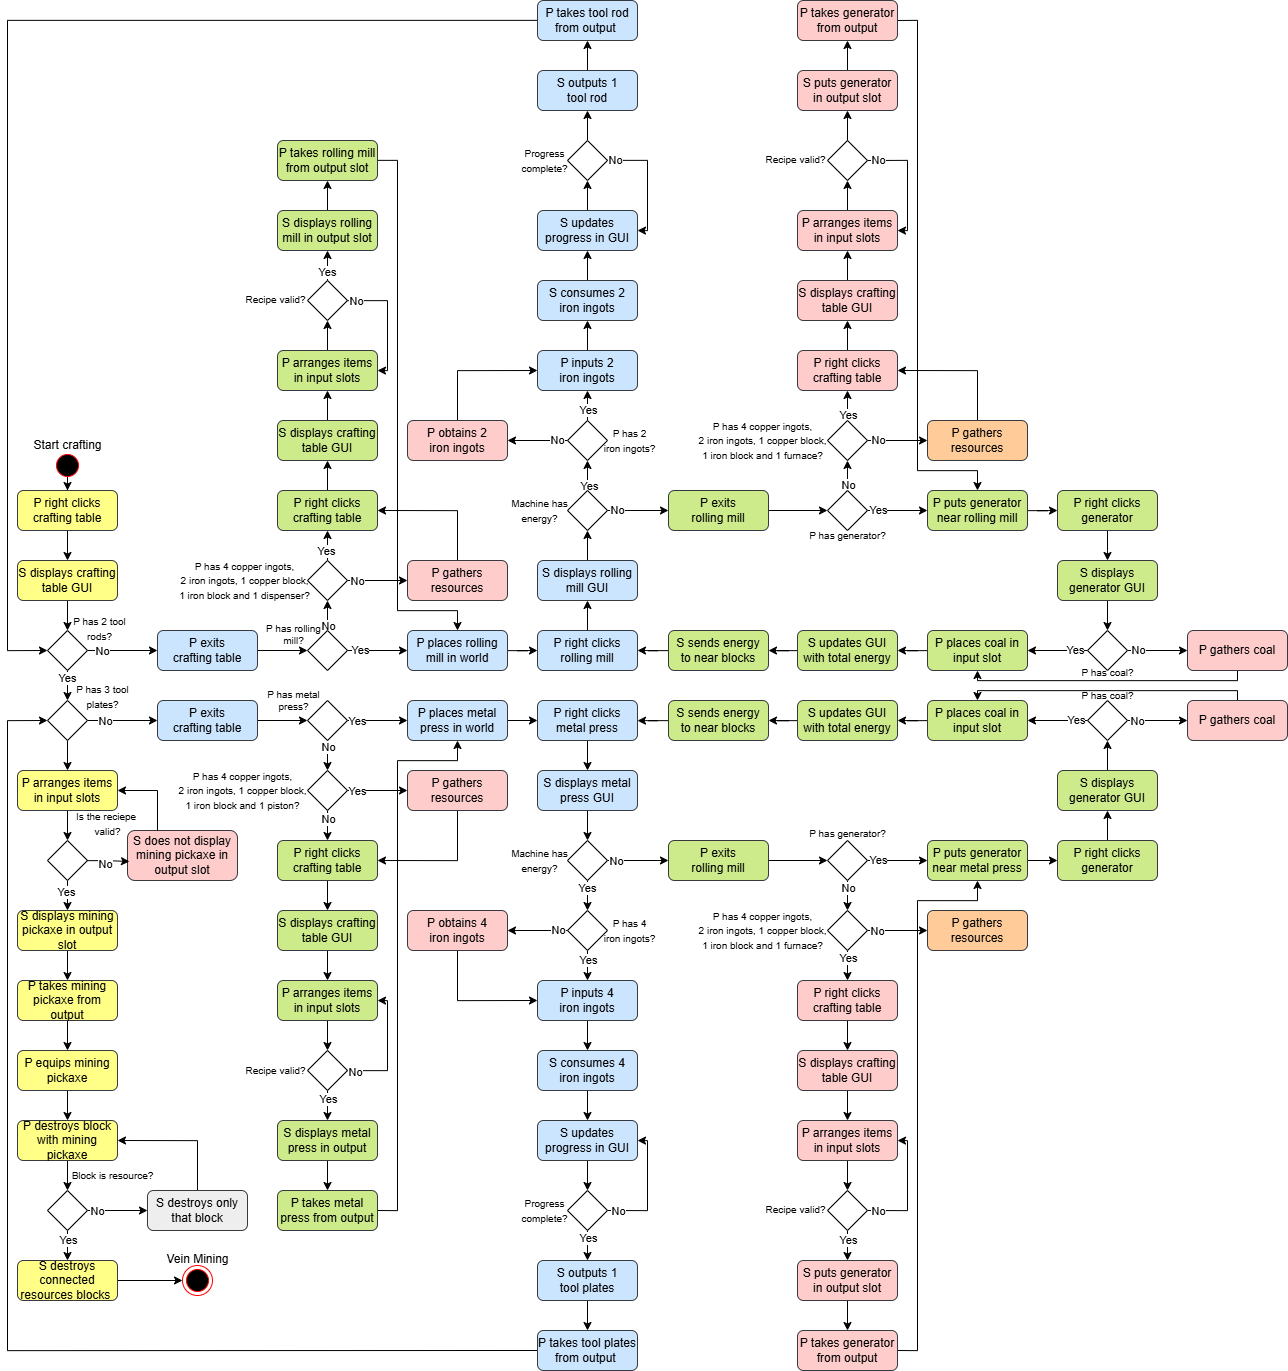 P takes tool rod
from output
P takes generator
from output
S outputs 1
tool rod
S puts generator
in output slot
P takes rolling mill
from output slot
Progress
complete?
No
Recipe valid?
No
S displays rolling
mill in output slot
S updates
progress in GUI
P arranges items
in input slots
Yes
Recipe valid?
No
S consumes 2
iron ingots
S displays crafting
table GUI
P arranges items
in input slots
P inputs 2
iron ingots
P right clicks
crafting table
Yes
Yes
Start crafting
S displays crafting
table GUI
P obtains 2
iron ingots
No
P has 2
iron ingots?
P has 4 copper ingots,
2 iron ingots, 1 copper block,
1 iron block and 1 furnace?
No
P gathers
resources
Yes
No
P right clicks
crafting table
P right clicks
crafting table
Machine has
energy?
No
P exits
rolling mill
Yes
P has generator?
P puts generator
near rolling mill
P right clicks
generator
Yes
S displays crafting
table GUI
P has 4 copper ingots,
2 iron ingots, 1 copper block,
1 iron block and 1 dispenser?
No
P gathers
resources
S displays rolling
mill GUI
S displays
generator GUI
P has 2 tool
rods?
No
P exits
crafting table
P has rolling
mill?
No
Yes
P places rolling
mill in world
P right clicks
rolling mill
S sends energy
to near blocks
S updates GUI
with total energy
P places coal in
input slot
Yes
No
P has coal?
P gathers coal
Yes
P has 3 tool
plates?
No
P exits
crafting table
P has metal
press?
Yes
No
P places metal
press in world
P right clicks
metal press
S sends energy
to near blocks
S updates GUI
with total energy
P places coal in
input slot
P has coal?
Yes
No
P gathers coal
P arranges items
in input slots
P has 4 copper ingots,
2 iron ingots, 1 copper block,
1 iron block and 1 piston?
Yes
No
P gathers
resources
S displays metal
press GUI
S displays
generator GUI
Is the reciepe
valid?
No
S does not display
mining pickaxe in
output slot
P right clicks
crafting table
Machine has
energy?
No
Yes
P exits
rolling mill
P has generator?
Yes
No
P puts generator
near metal press
P right clicks
generator
Yes
S displays mining
pickaxe in output
slot
S displays crafting
table GUI
P obtains 4
iron ingots
No
P has 4
iron ingots?
Yes
P has 4 copper ingots,
2 iron ingots, 1 copper block,
1 iron block and 1 furnace?
No
Yes
P gathers
resources
P takes mining
pickaxe from
output
P arranges items
in input slots
P inputs 4
iron ingots
P right clicks
crafting table
P equips mining
pickaxe
Recipe valid?
No
Yes
S consumes 4
iron ingots
S displays crafting
table GUI
P destroys block
with mining
pickaxe
S displays metal
press in output
S updates
progress in GUI
P arranges items
in input slots
Block is resource?
No
Yes
S destroys only
that block
P takes metal
press from output
Progress
complete?
No
Yes
Recipe valid?
No
Yes
S destroys
connected
resources blocks
Vein Mining
S outputs 1
tool plates
S puts generator
in output slot
P takes tool plates
from output
P takes generator
from output